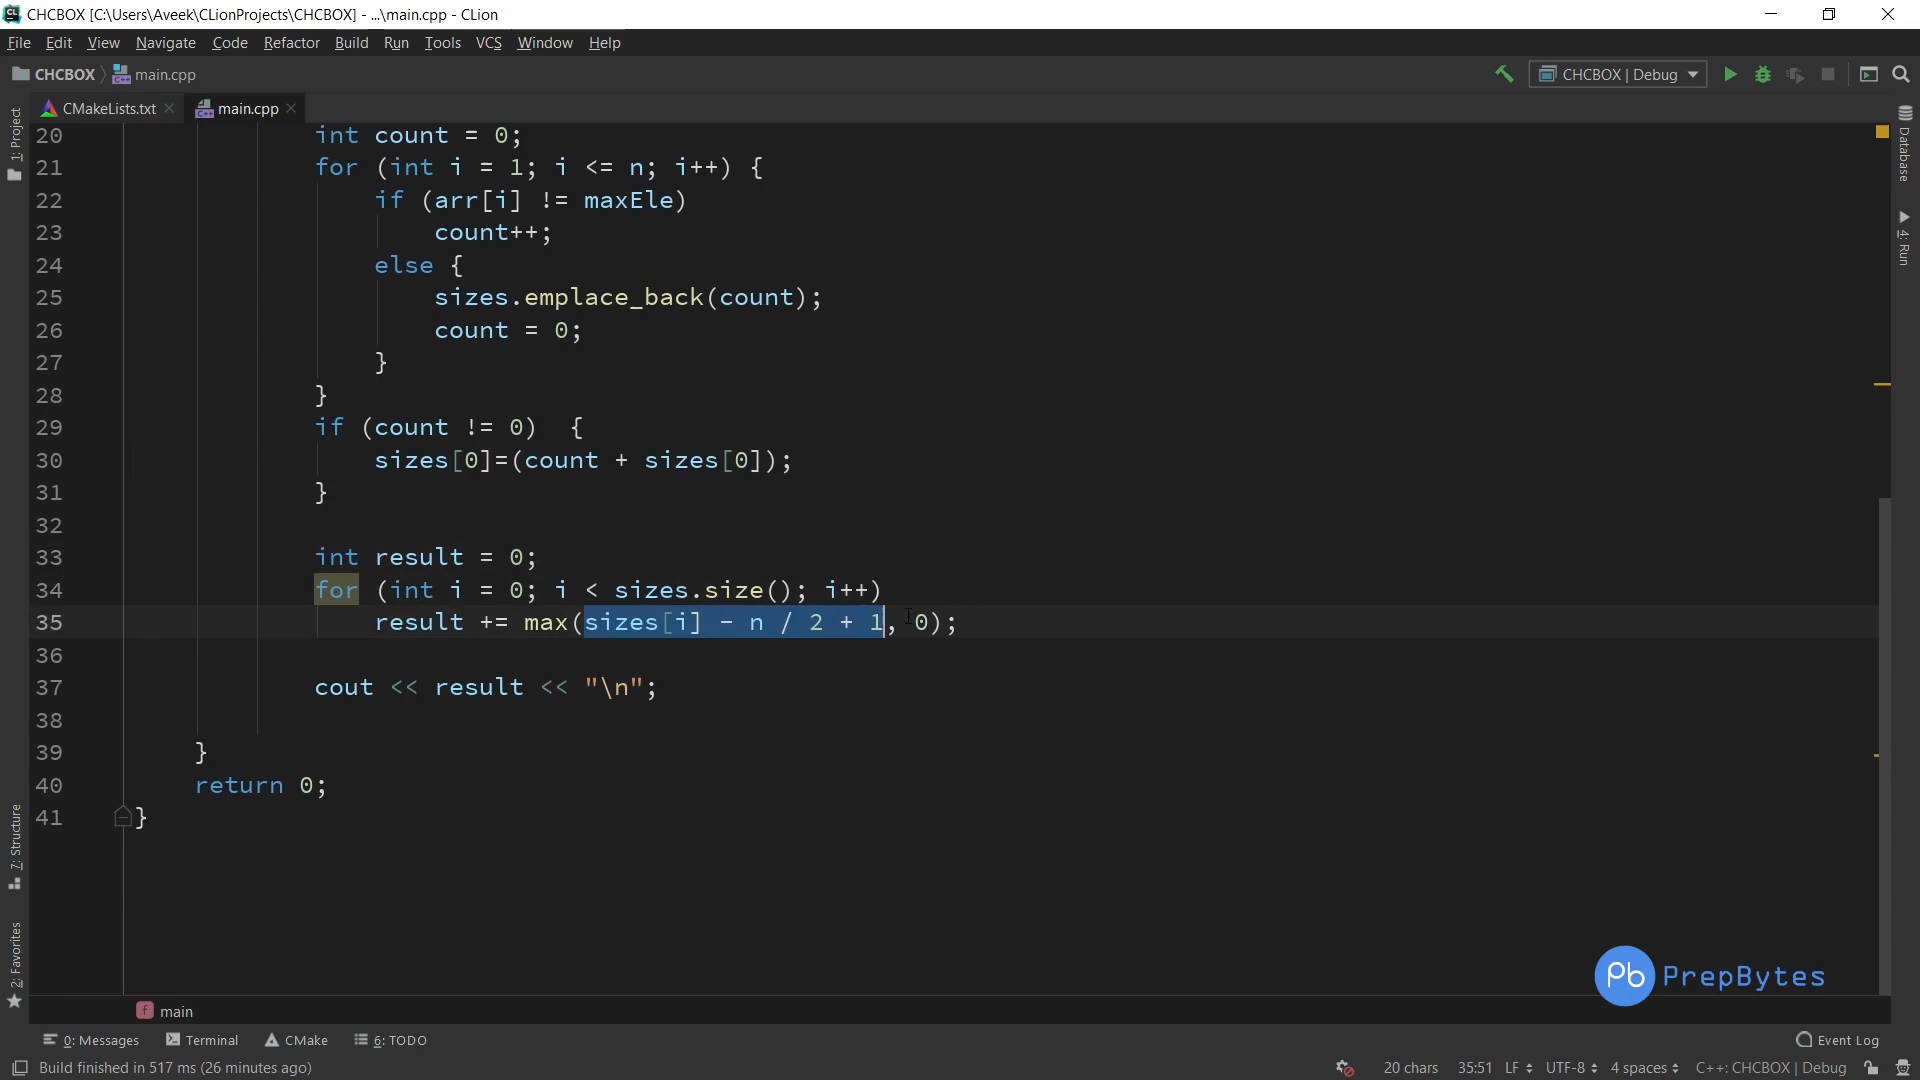 CHCBOX [C:\Users\Aveek\CLionProjects\CHCBOX] - ...\main.cpp - CLion
File Edit View Navigate Code Refactor Build Run Tools VCS Window Help
CHCBOX main.cpp CHCBOX | Debug
CMakeLists.txt main.cpp
1: Project
Database
4: Run
20 int count = 0;
21 for (int i = 1; i <= n; i++) {
22 if (arr[i] != maxEle)
23 count++;
24 else {
25 sizes.emplace_back(count);
26 count = 0;
27 }
28 }
29 if (count != 0)  {
30 sizes[0]=(count + sizes[0]);
31 }
32
33 int result = 0;
34 for (int i = 0; i < sizes.size(); i++)
35 result += max(sizes[i] - n / 2 + 1, 0);
36
37 cout << result << "\n";
38
39 }
40 return 0;
41 }
7: Structure
2: Favorites
Pb PrepBytes
f main
0: Messages Terminal CMake 6: TODO Event Log
Build finished in 517 ms (26 minutes ago) 20 chars 35:51 LF UTF-8 4 spaces C++: CHCBOX | Debug